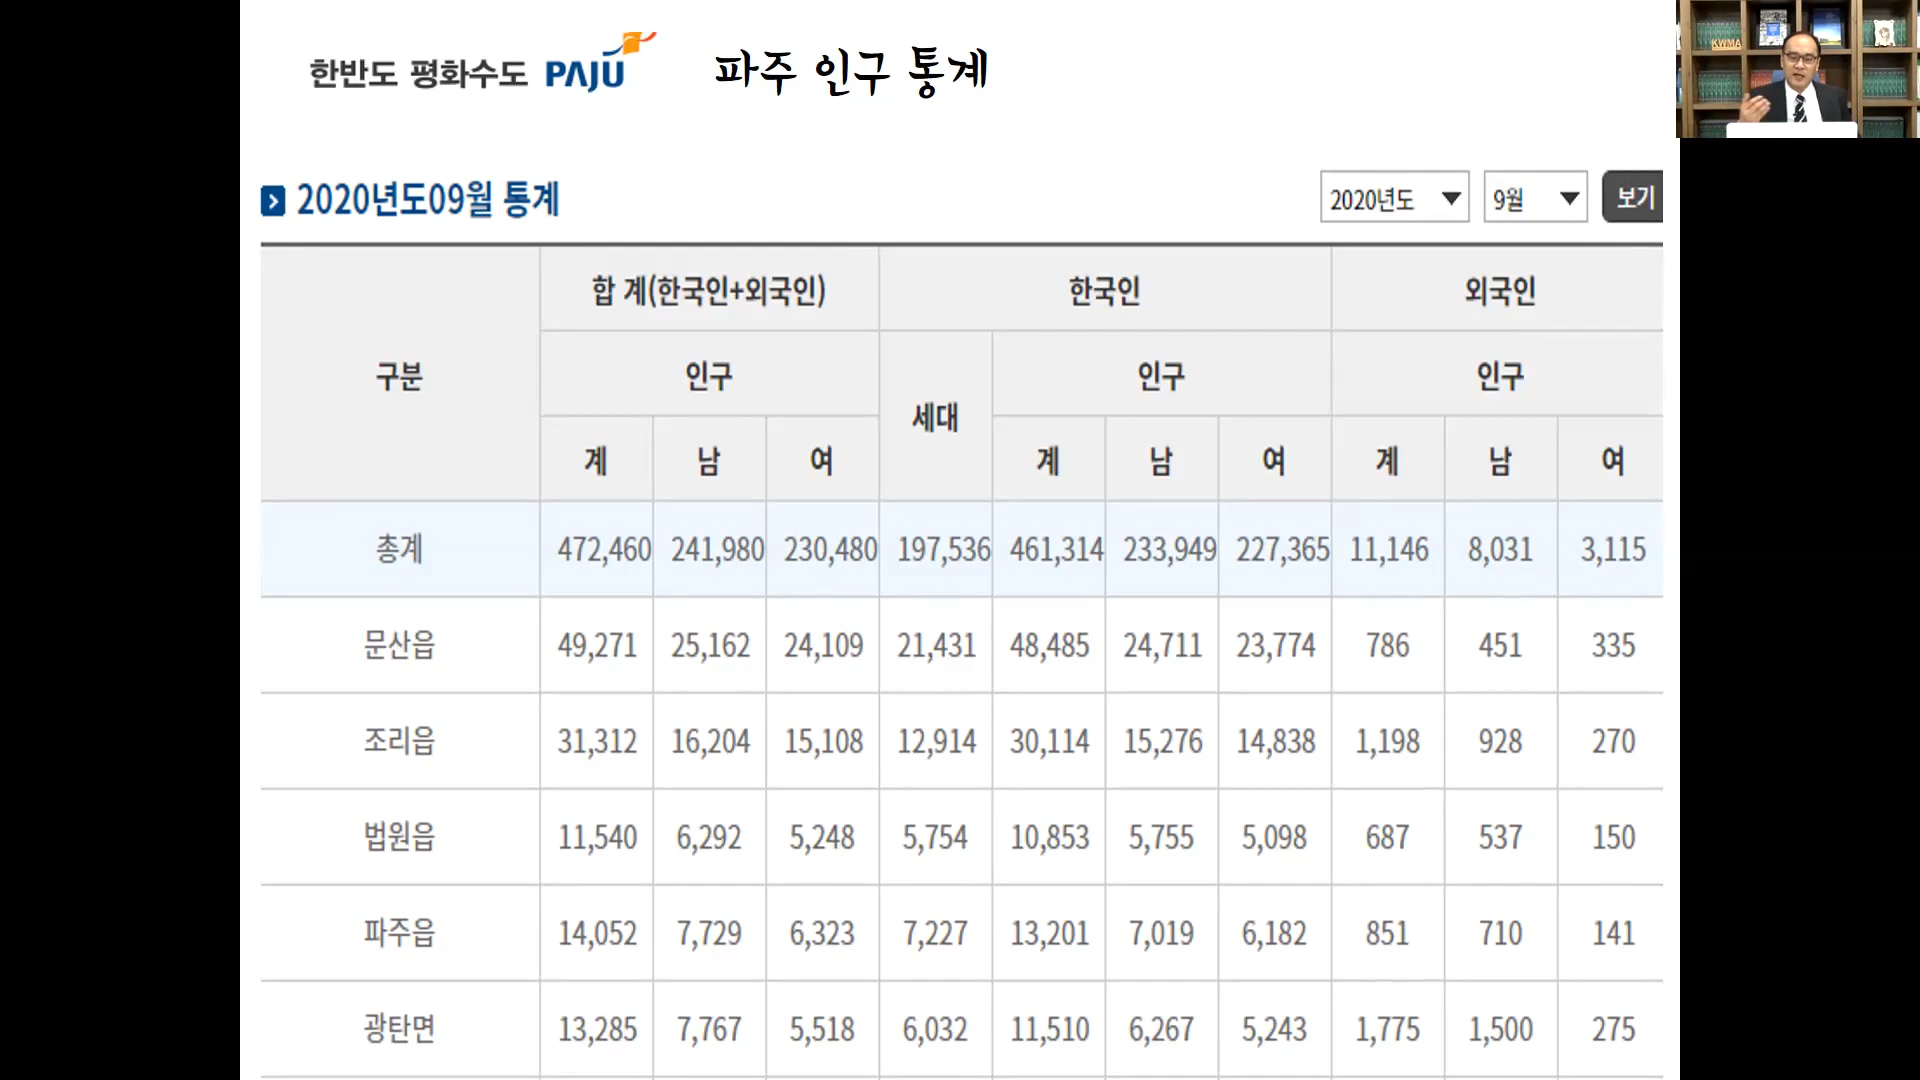 한반도 평화수도 PAJU 파주 인구 통계
2020년도09월 통계 2020년도 9월 보기
구분 합 계(한국인+외국인) 한국인 외국인
인구 세대 인구 인구
계 남 여 계 남 여 계 남 여
총계 472,460 241,980 230,480 197,536 461,314 233,949 227,365 11,146 8,031 3,115
문산읍 49,271 25,162 24,109 21,431 48,485 24,711 23,774 786 451 335
조리읍 31,312 16,204 15,108 12,914 30,114 15,276 14,838 1,198 928 270
법원읍 11,540 6,292 5,248 5,754 10,853 5,755 5,098 687 537 150
파주읍 14,052 7,729 6,323 7,227 13,201 7,019 6,182 851 710 141
광탄면 13,285 7,767 5,518 6,032 11,510 6,267 5,243 1,775 1,500 275
KWMA